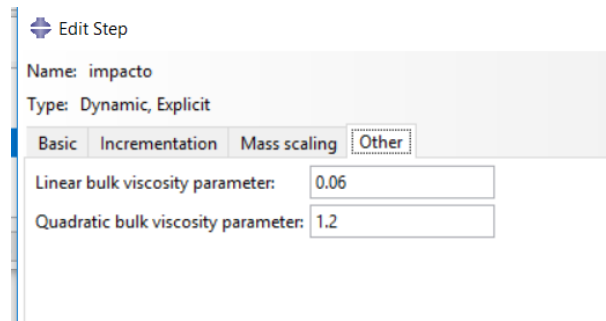 Edit Step
Name: impacto
Type: Dynamic, Explicit
Basic Incrementation Mass scaling Other
Linear bulk viscosity parameter: 0.06
Quadratic bulk viscosity parameter: 1.2